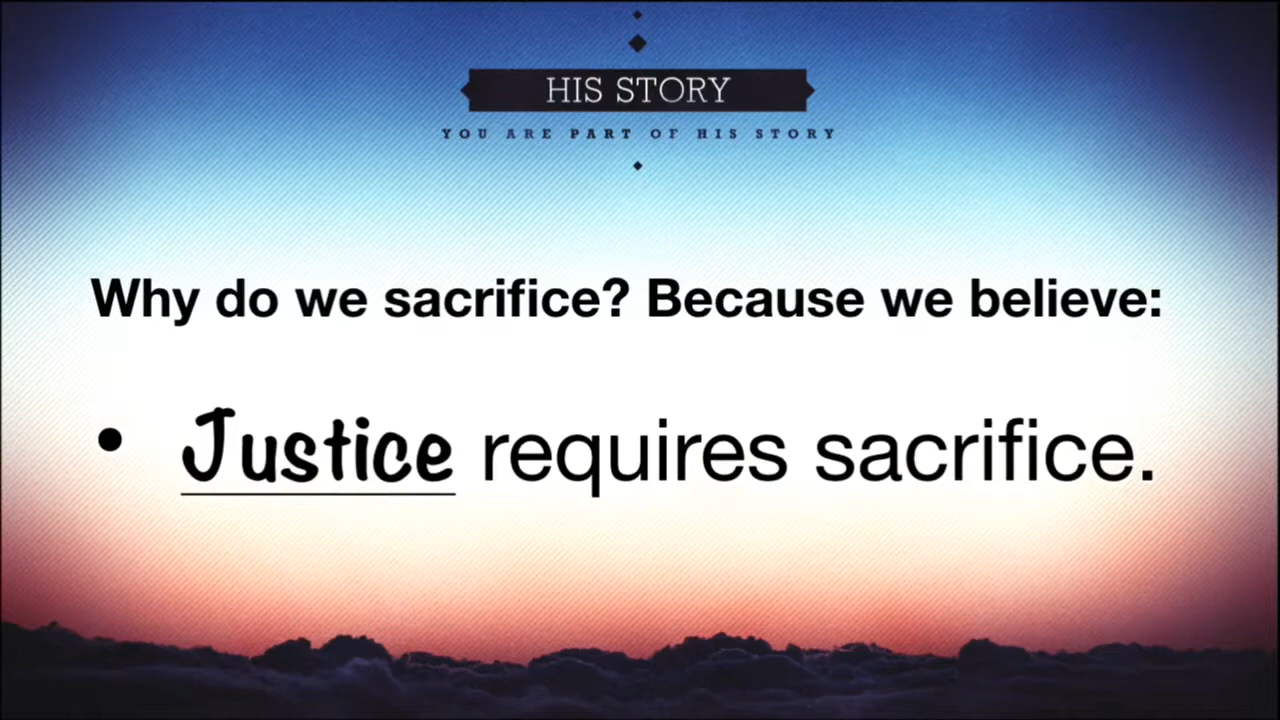 HIS STORY
YOU ARE PART OF HIS STORY
Why do we sacrifice? Because we believe:
• Justice requires sacrifice.